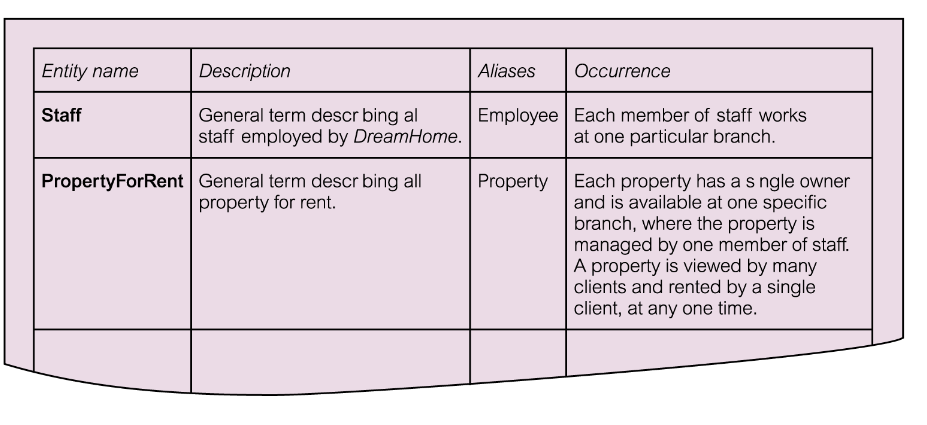 Entity name Description Aliases Occurrence
Staff General term descr bing al Employee Each member of staff works
staff employed by DreamHome. at one particular branch.
PropertyForRent General term descr bing all Property Each property has a s ngle owner
property for rent. and is available at one specific
branch, where the property is
managed by one member of staff.
A property is viewed by many
clients and rented by a single
client, at any one time.